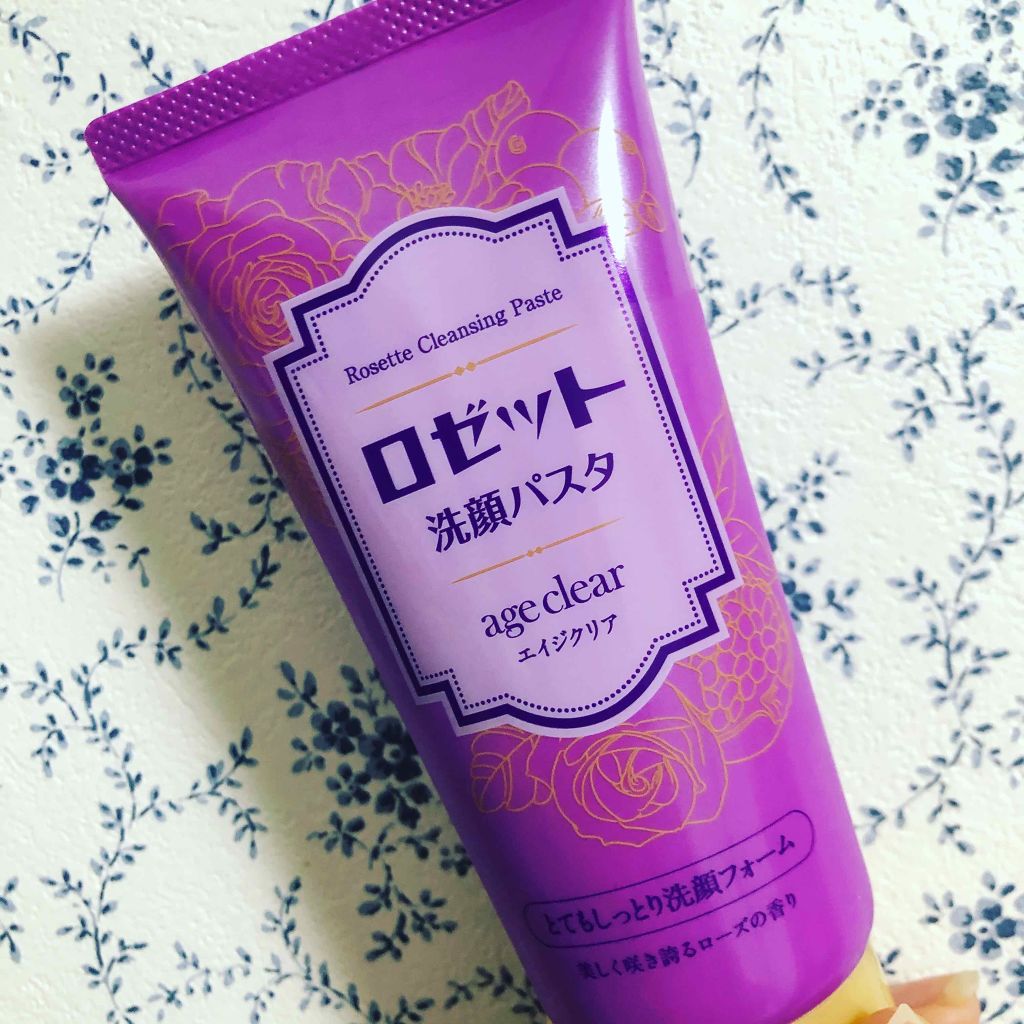 Rosette Cleansing Paste
ロゼット
洗顔パスタ
age clear
エイジクリア
とてもしっとり洗顔フォーム
美しく咲き誇るローズの香り